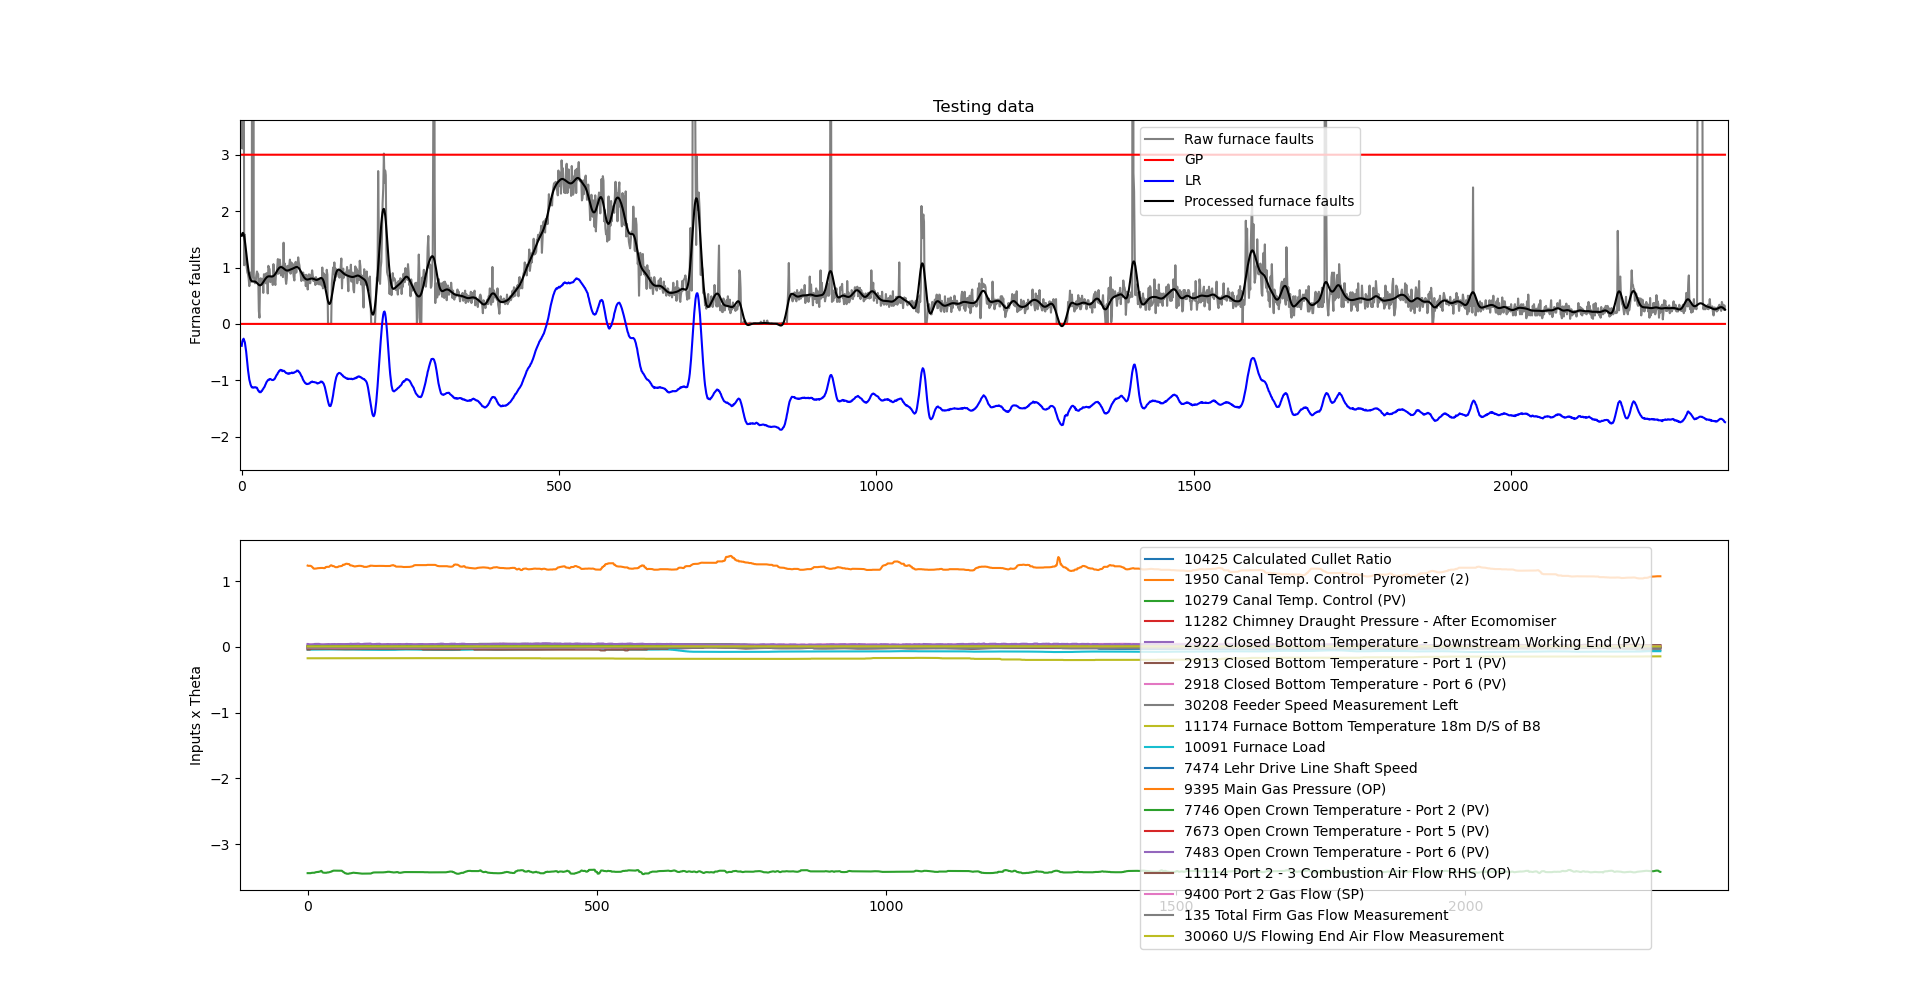 Testing data
Furnace faults
3
2
1
0
−1
−2
Raw furnace faults
GP
LR
Processed furnace faults
0
500
1000
1500
2000
Inputs x Theta
1
0
−1
−2
−3
10425 Calculated Cullet Ratio
1950 Canal Temp. Control  Pyrometer (2)
10279 Canal Temp. Control (PV)
11282 Chimney Draught Pressure - After Ecomomiser
2922 Closed Bottom Temperature - Downstream Working End (PV)
2913 Closed Bottom Temperature - Port 1 (PV)
2918 Closed Bottom Temperature - Port 6 (PV)
30208 Feeder Speed Measurement Left
11174 Furnace Bottom Temperature 18m D/S of B8
10091 Furnace Load
7474 Lehr Drive Line Shaft Speed
9395 Main Gas Pressure (OP)
7746 Open Crown Temperature - Port 2 (PV)
7673 Open Crown Temperature - Port 5 (PV)
7483 Open Crown Temperature - Port 6 (PV)
11114 Port 2 - 3 Combustion Air Flow RHS (OP)
9400 Port 2 Gas Flow (SP)
135 Total Firm Gas Flow Measurement
30060 U/S Flowing End Air Flow Measurement
0
500
1000
1500
2000